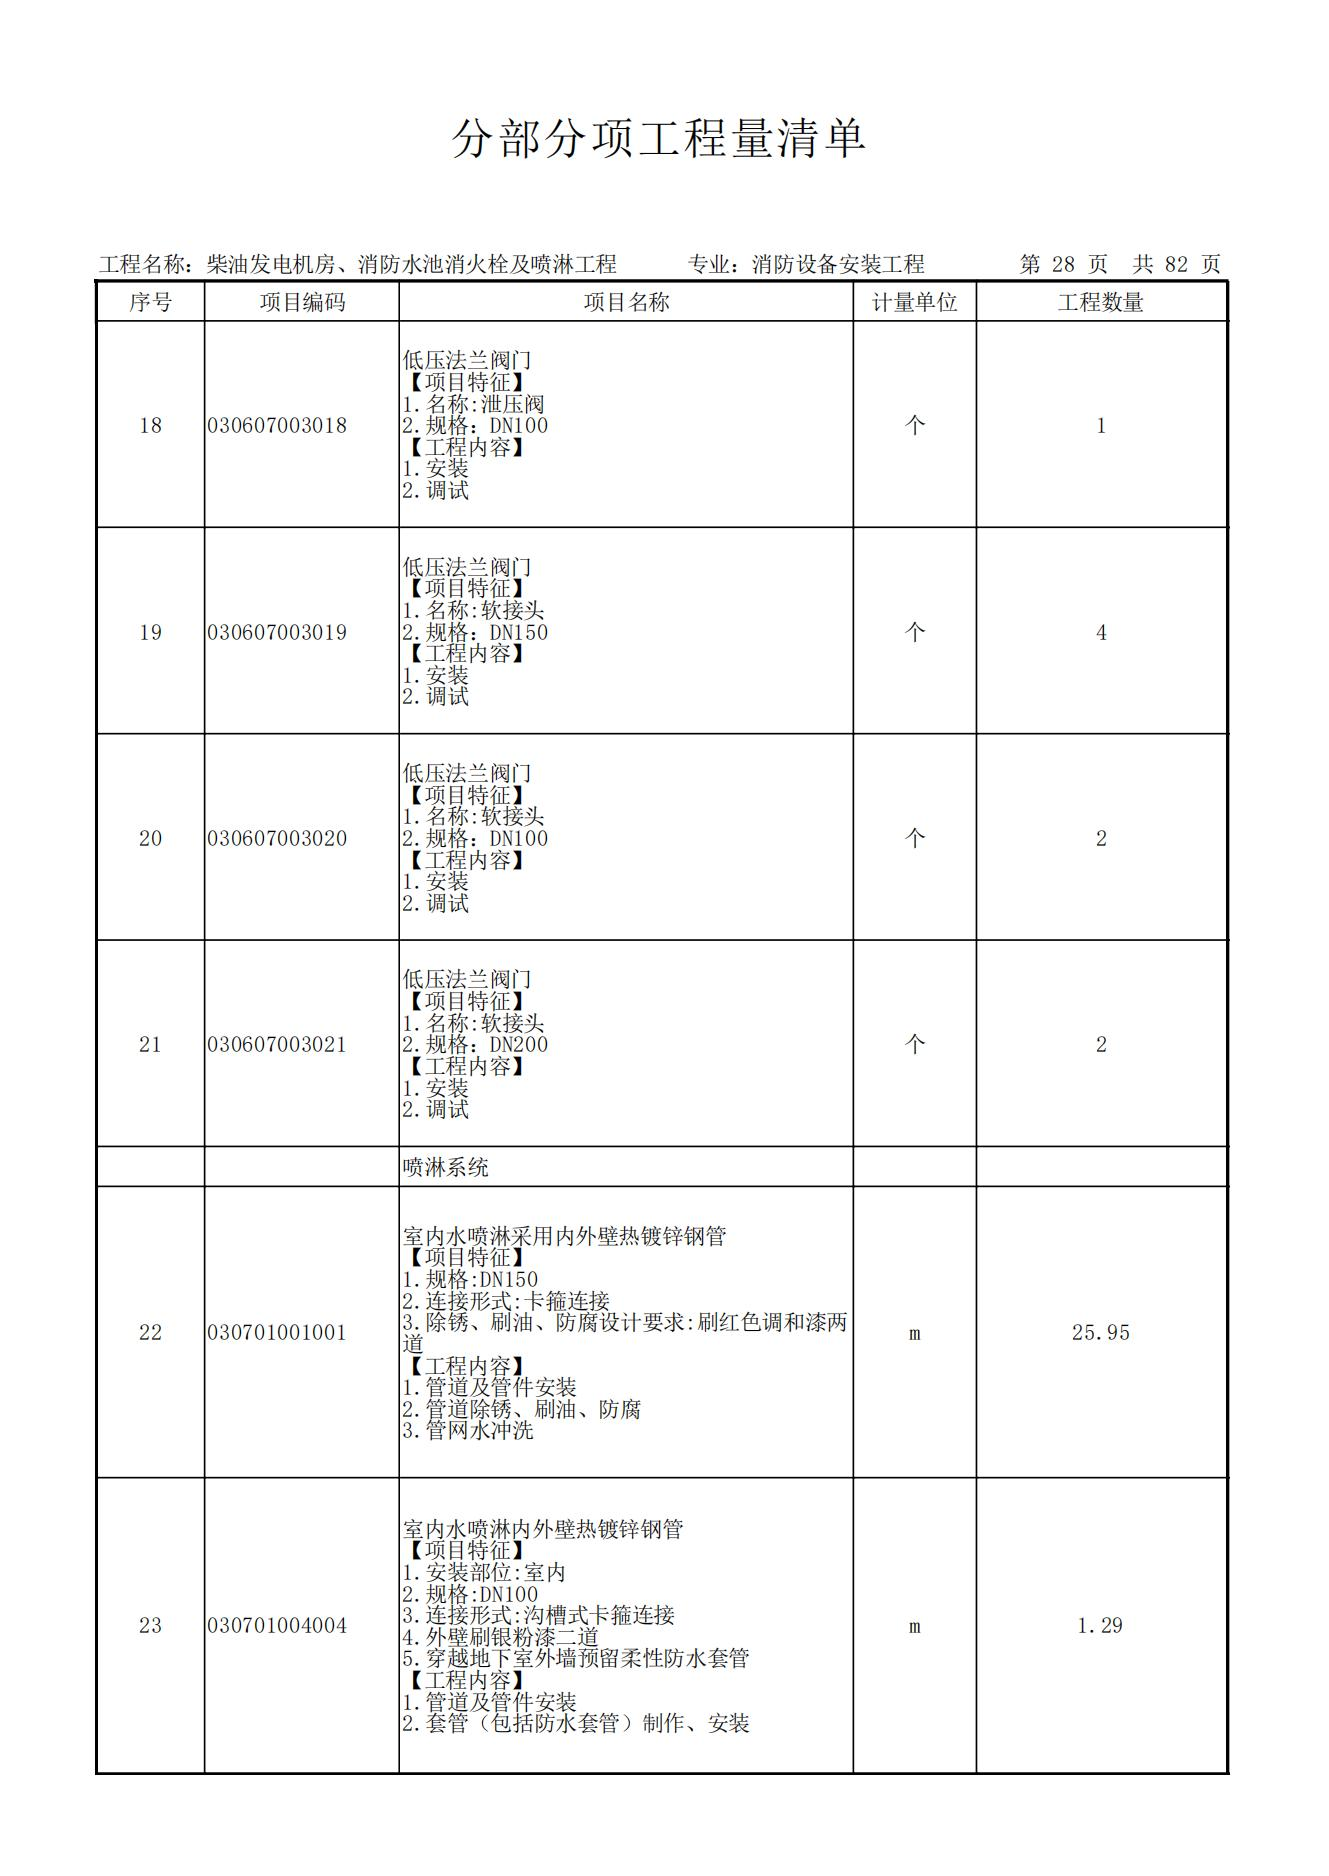 分部分项工程量清单
工程名称：柴油发电机房、消防水池消火栓及喷淋工程 专业：消防设备安装工程 第 28 页 共 82 页
序号 项目编码 项目名称 计量单位 工程数量
低压法兰阀门
【项目特征】
1.名称:泄压阀
18 030607003018 2.规格：DN100 个 1
【工程内容】
1.安装
2.调试
低压法兰阀门
【项目特征】
1.名称:软接头
19 030607003019 2.规格：DN150 个 4
【工程内容】
1.安装
2.调试
低压法兰阀门
【项目特征】
1.名称:软接头
20 030607003020 2.规格：DN100 个 2
【工程内容】
1.安装
2.调试
低压法兰阀门
【项目特征】
1.名称:软接头
21 030607003021 2.规格：DN200 个 2
【工程内容】
1.安装
2.调试
喷淋系统
室内水喷淋采用内外壁热镀锌钢管
【项目特征】
1.规格:DN150
2.连接形式:卡箍连接
3.除锈、刷油、防腐设计要求:刷红色调和漆两
22 030701001001 道 m 25.95
【工程内容】
1.管道及管件安装
2.管道除锈、刷油、防腐
3.管网水冲洗
室内水喷淋内外壁热镀锌钢管
【项目特征】
1.安装部位:室内
2.规格:DN100
3.连接形式:沟槽式卡箍连接
23 030701004004 4.外壁刷银粉漆二道 m 1.29
5.穿越地下室外墙预留柔性防水套管
【工程内容】
1.管道及管件安装
2.套管（包括防水套管）制作、安装